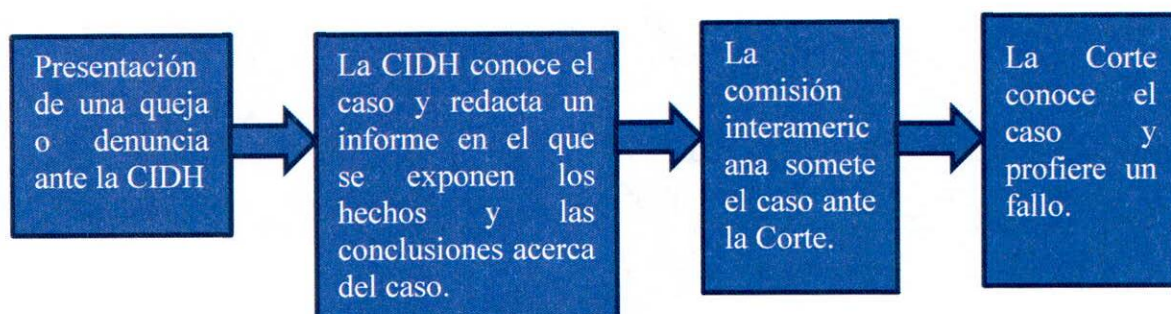 Presentación
de una queja
o denuncia
ante la CIDH
La CIDH conoce el
caso y redacta un
informe en el que
se exponen los
hechos y las
conclusiones acerca
del caso.
La
comisión
interameric
ana somete
el caso ante
la Corte.
La Corte
conoce el
caso y
profiere un
fallo.